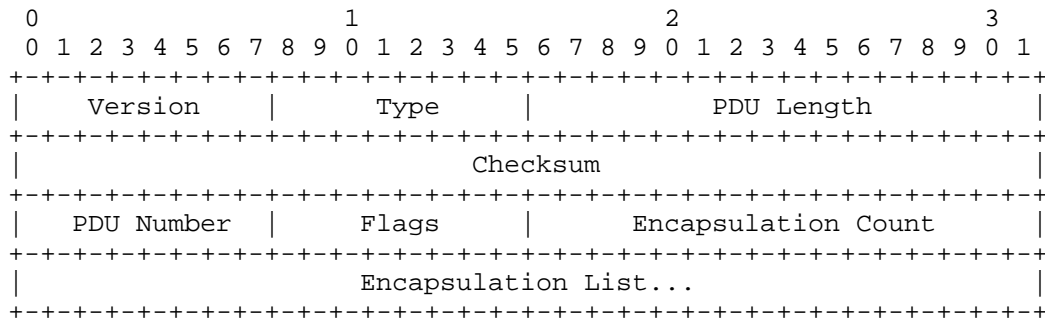 0                   1                   2                   3
 0 1 2 3 4 5 6 7 8 9 0 1 2 3 4 5 6 7 8 9 0 1 2 3 4 5 6 7 8 9 0 1
+-+-+-+-+-+-+-+-+-+-+-+-+-+-+-+-+-+-+-+-+-+-+-+-+-+-+-+-+-+-+-+-+
|    Version    |      Type     |           PDU Length          |
+-+-+-+-+-+-+-+-+-+-+-+-+-+-+-+-+-+-+-+-+-+-+-+-+-+-+-+-+-+-+-+-+
|                            Checksum                           |
+-+-+-+-+-+-+-+-+-+-+-+-+-+-+-+-+-+-+-+-+-+-+-+-+-+-+-+-+-+-+-+-+
|   PDU Number  |     Flags     |      Encapsulation Count      |
+-+-+-+-+-+-+-+-+-+-+-+-+-+-+-+-+-+-+-+-+-+-+-+-+-+-+-+-+-+-+-+-+
|                     Encapsulation List...                     |
+-+-+-+-+-+-+-+-+-+-+-+-+-+-+-+-+-+-+-+-+-+-+-+-+-+-+-+-+-+-+-+-+